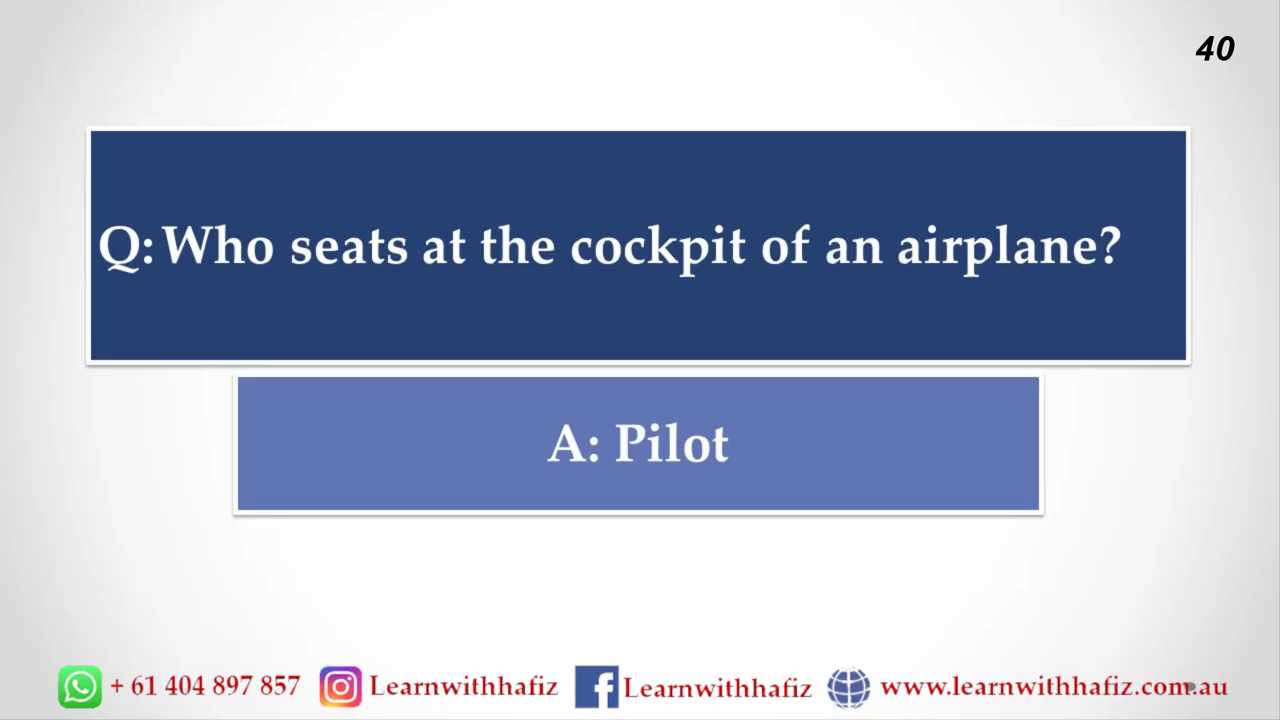 40
Q: Who seats at the cockpit of an airplane?
A: Pilot
+ 61 404 897 857 Learnwithhafiz Learnwithhafiz www.learnwithhafiz.com.au